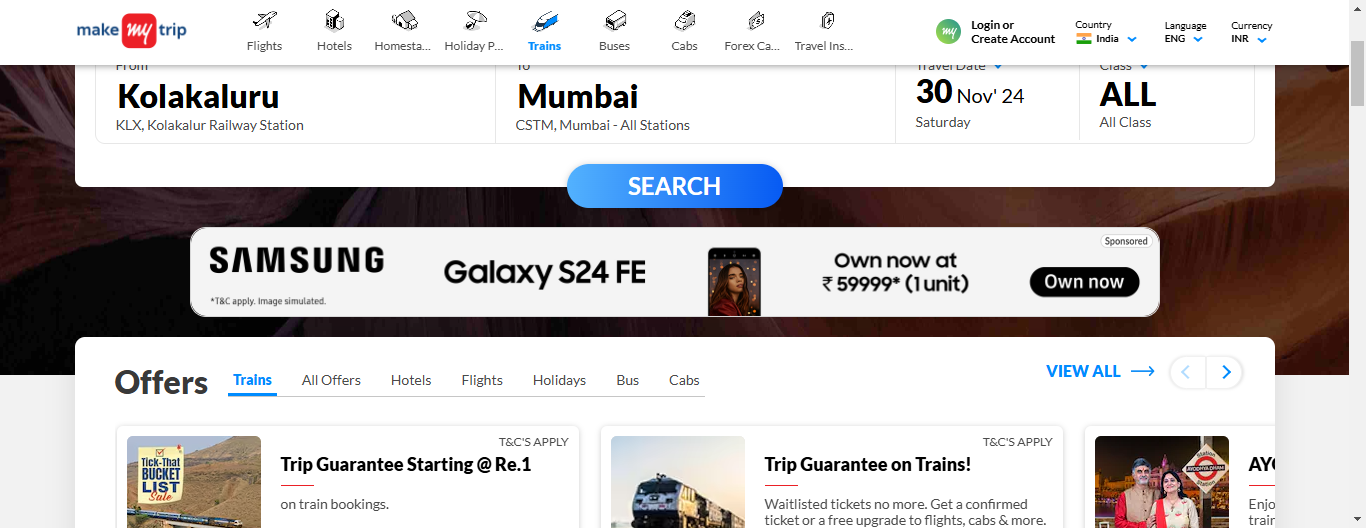 make my trip
Flights
Hotels
Homesta...
Holiday P...
Trains
Buses
Cabs
Forex Ca...
Travel Ins...
my
Login or
Create Account
Country
India
Language
ENG
Currency
INR
From
Kolakaluru
KLX, Kolakalur Railway Station
To
Mumbai
CSTM, Mumbai - All Stations
Travel Date
30 Nov' 24
Saturday
Class
ALL
All Class
SEARCH
SAMSUNG
*T&C apply. Image simulated.
Galaxy S24 FE
Own now at
₹ 59999* (1 unit)
Sponsored
Own now
Offers
Trains
All Offers
Hotels
Flights
Holidays
Bus
Cabs
VIEW ALL
T&C'S APPLY
TICK-THAT
BUCKET
LIST
Sale
Trip Guarantee Starting @ Re.1
on train bookings.
T&C'S APPLY
Trip Guarantee on Trains!
Waitlisted tickets no more. Get a confirmed
ticket or a free upgrade to flights, cabs & more.
Station
AYODHYA DHAM
Station
AYO
Enjo
train